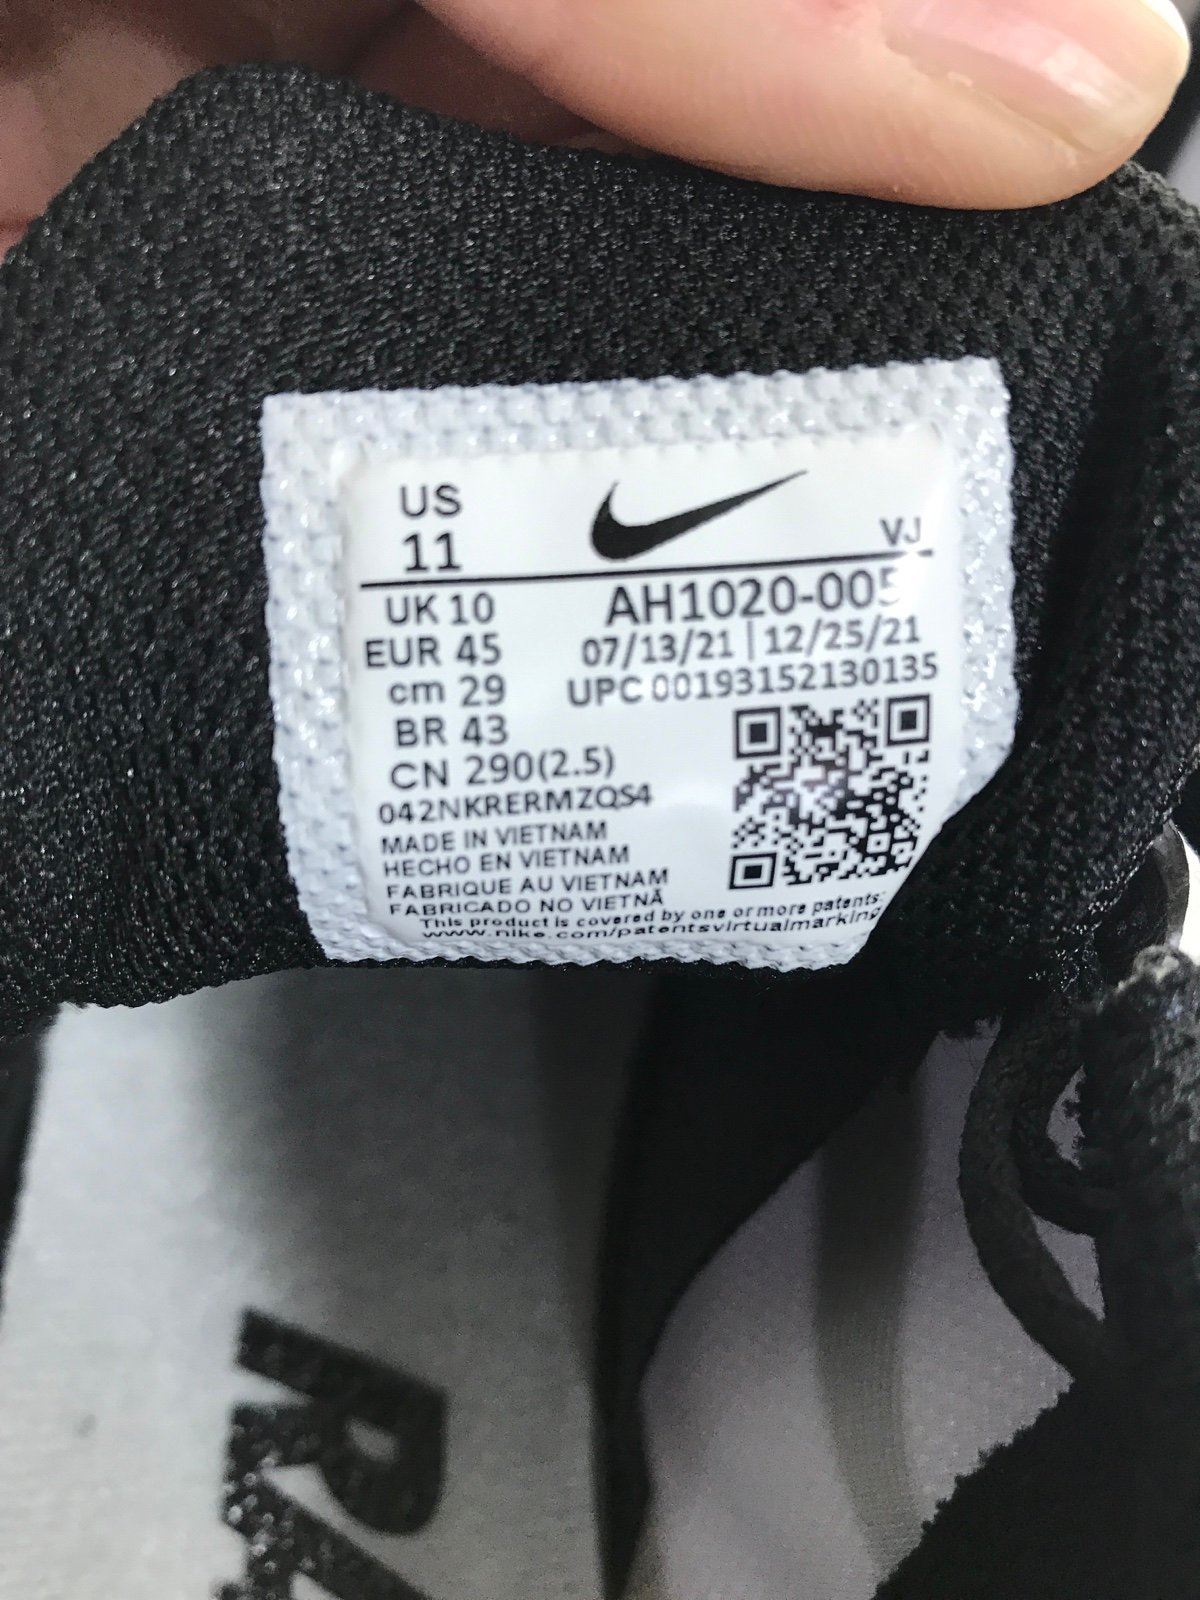 US
11
VJ
UK 10
AH1020-005
EUR 45
07/13/21 | 12/25/21
cm 29
UPC 00193152130135
BR 43
CN 290(2.5)
042NKRERMZQS4
MADE IN VIETNAM
HECHO EN VIETNAM
FABRIQUE AU VIETNAM
FABRICADO NO VIETNÃ
This product is covered by one or more patents:
www.nike.com/patentsvirtualmarking